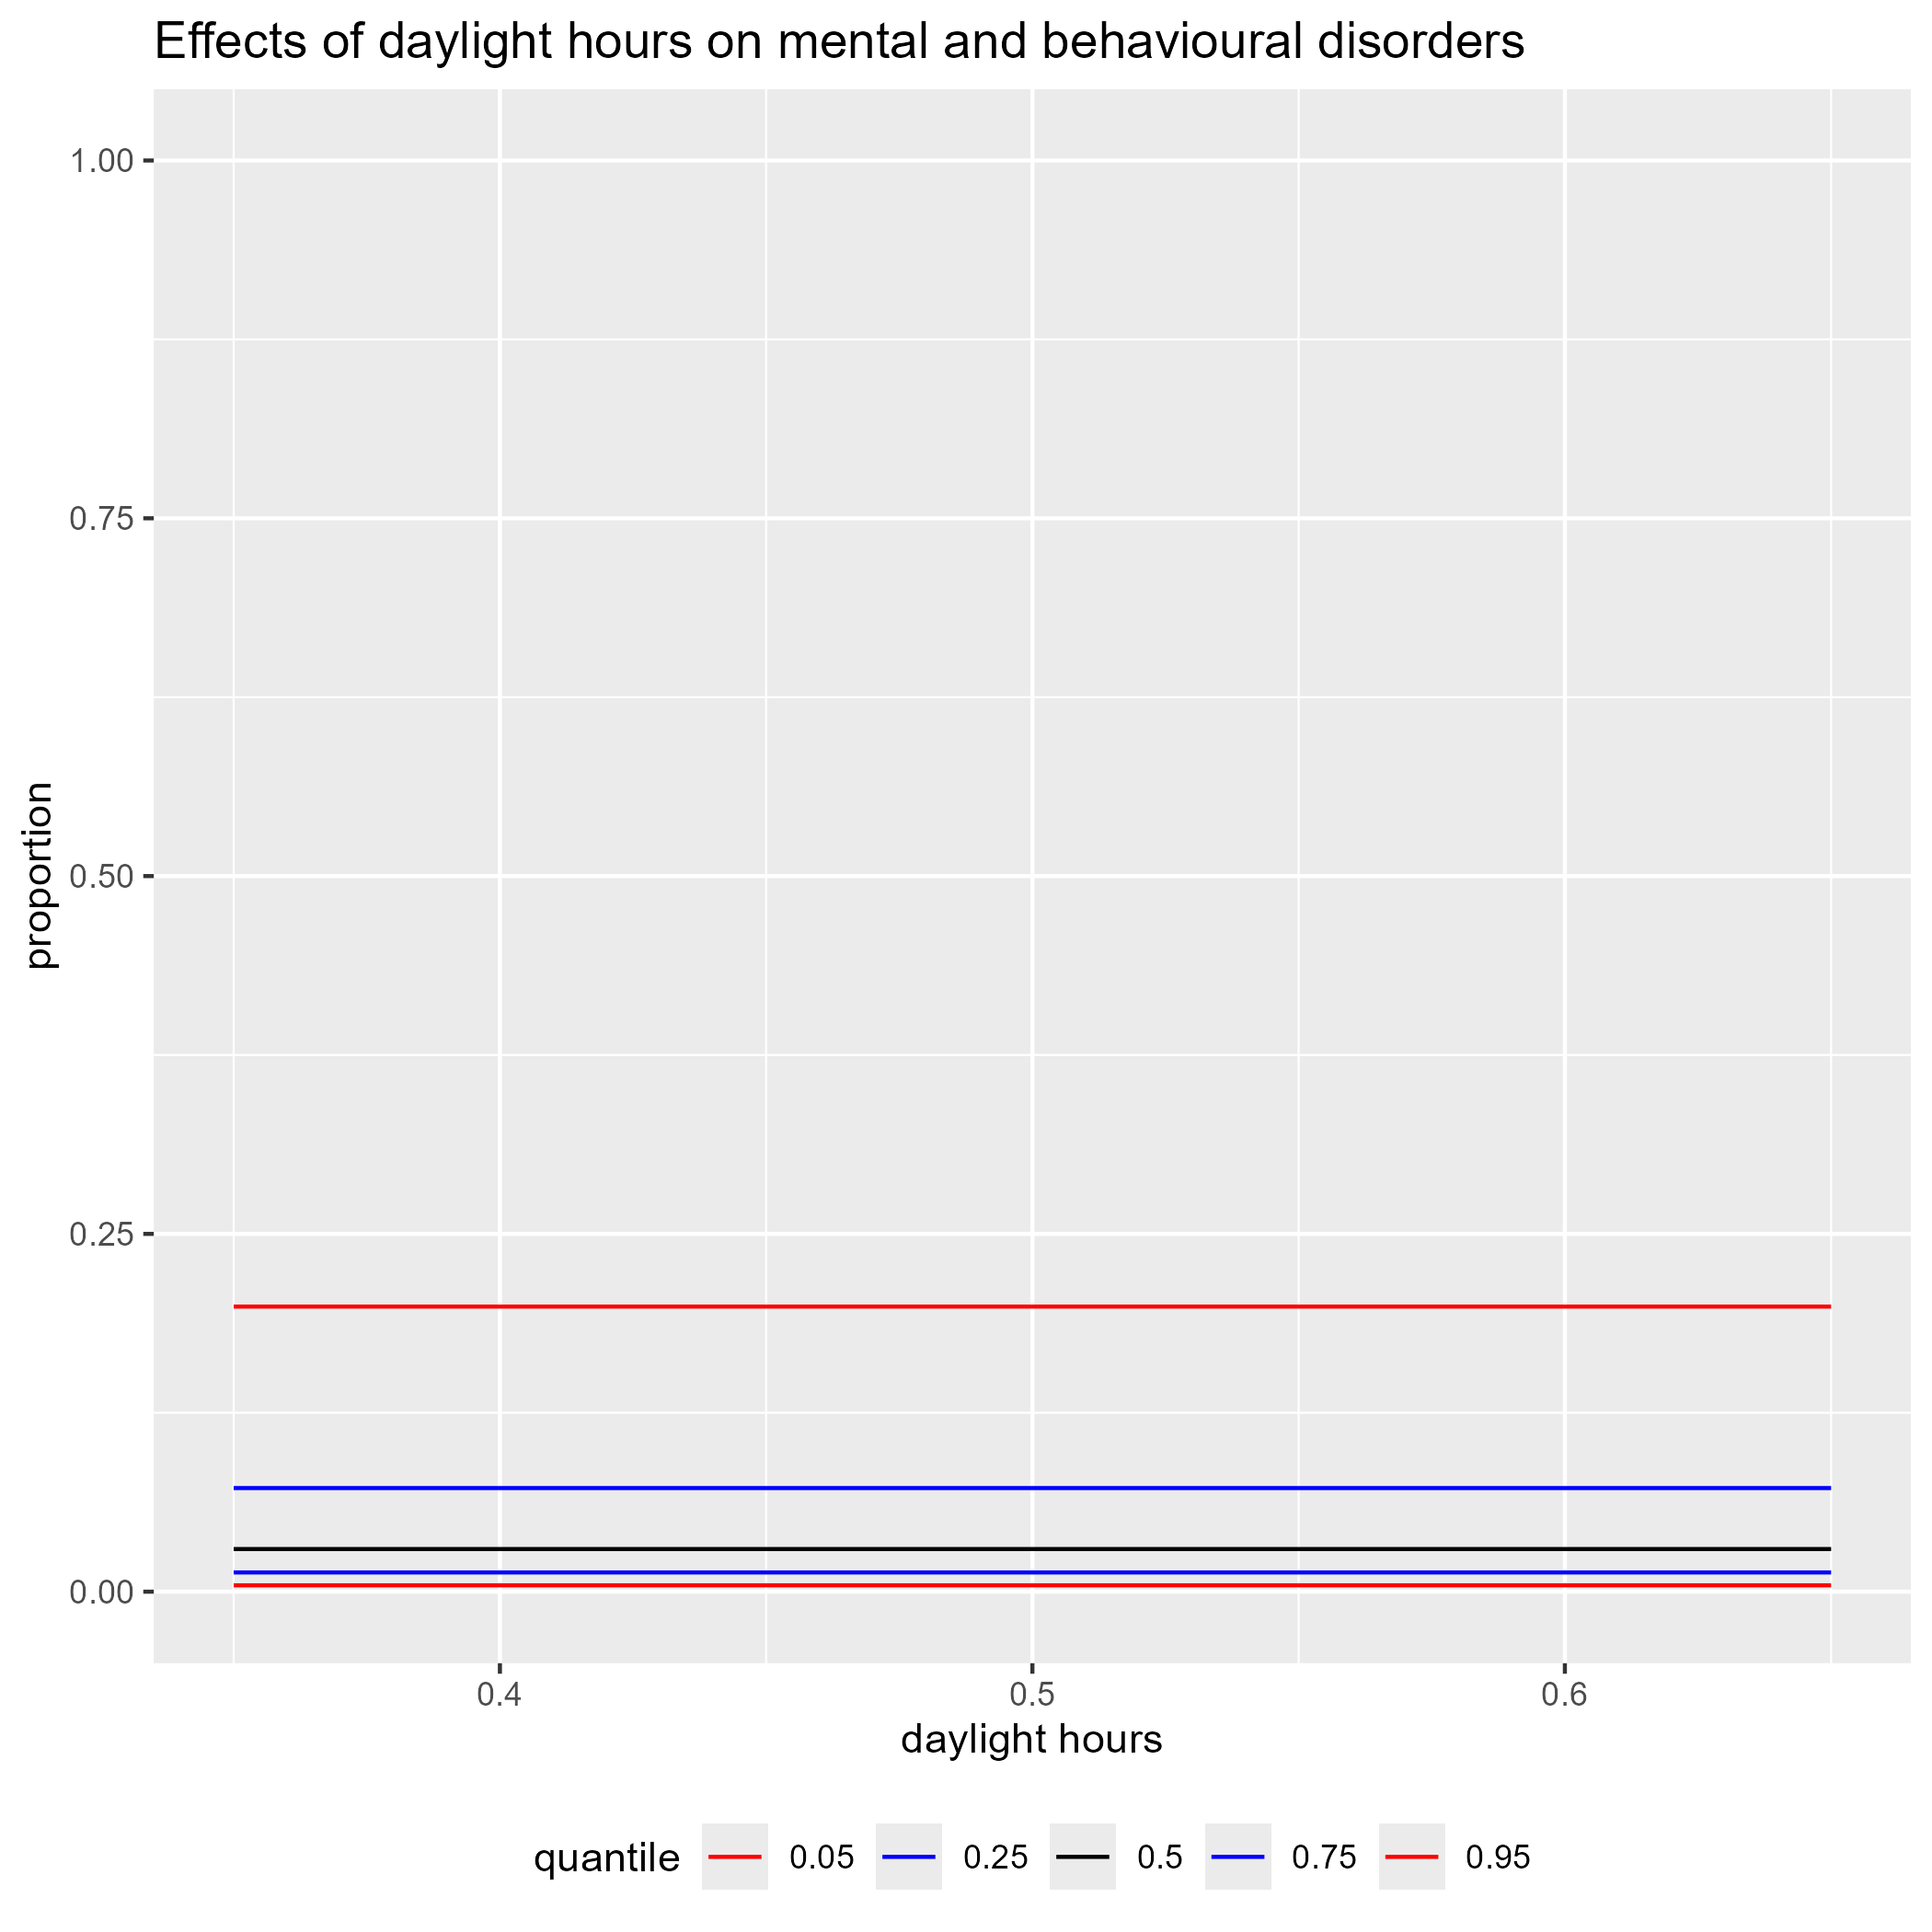 Effects of daylight hours on mental and behavioural disorders
1.00
0.75
0.50
0.25
0.00
proportion
0.4 0.5 0.6
daylight hours
quantile 0.05 0.25 0.5 0.75 0.95